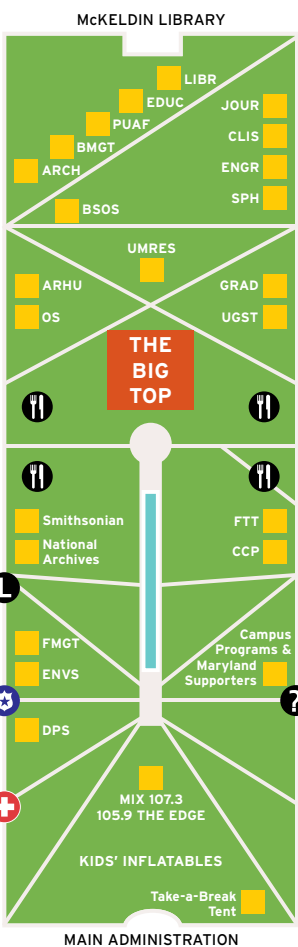 McKELDIN LIBRARY
LIBR
EDUC
JOUR
PUAF
CLIS
BMGT
ARCH
ENGR
SPH
BSOS
UMRES
ARHU
GRAD
OS
UGST
THE
BIG
TOP
Smithsonian
FTT
National
Archives
CCP
L
FMGT
Campus
Programs &
Maryland
Supporters
ENVS
?
DPS
MIX 107.3
105.9 THE EDGE
KIDS' INFLATABLES
Take-a-Break
Tent
MAIN ADMINISTRATION